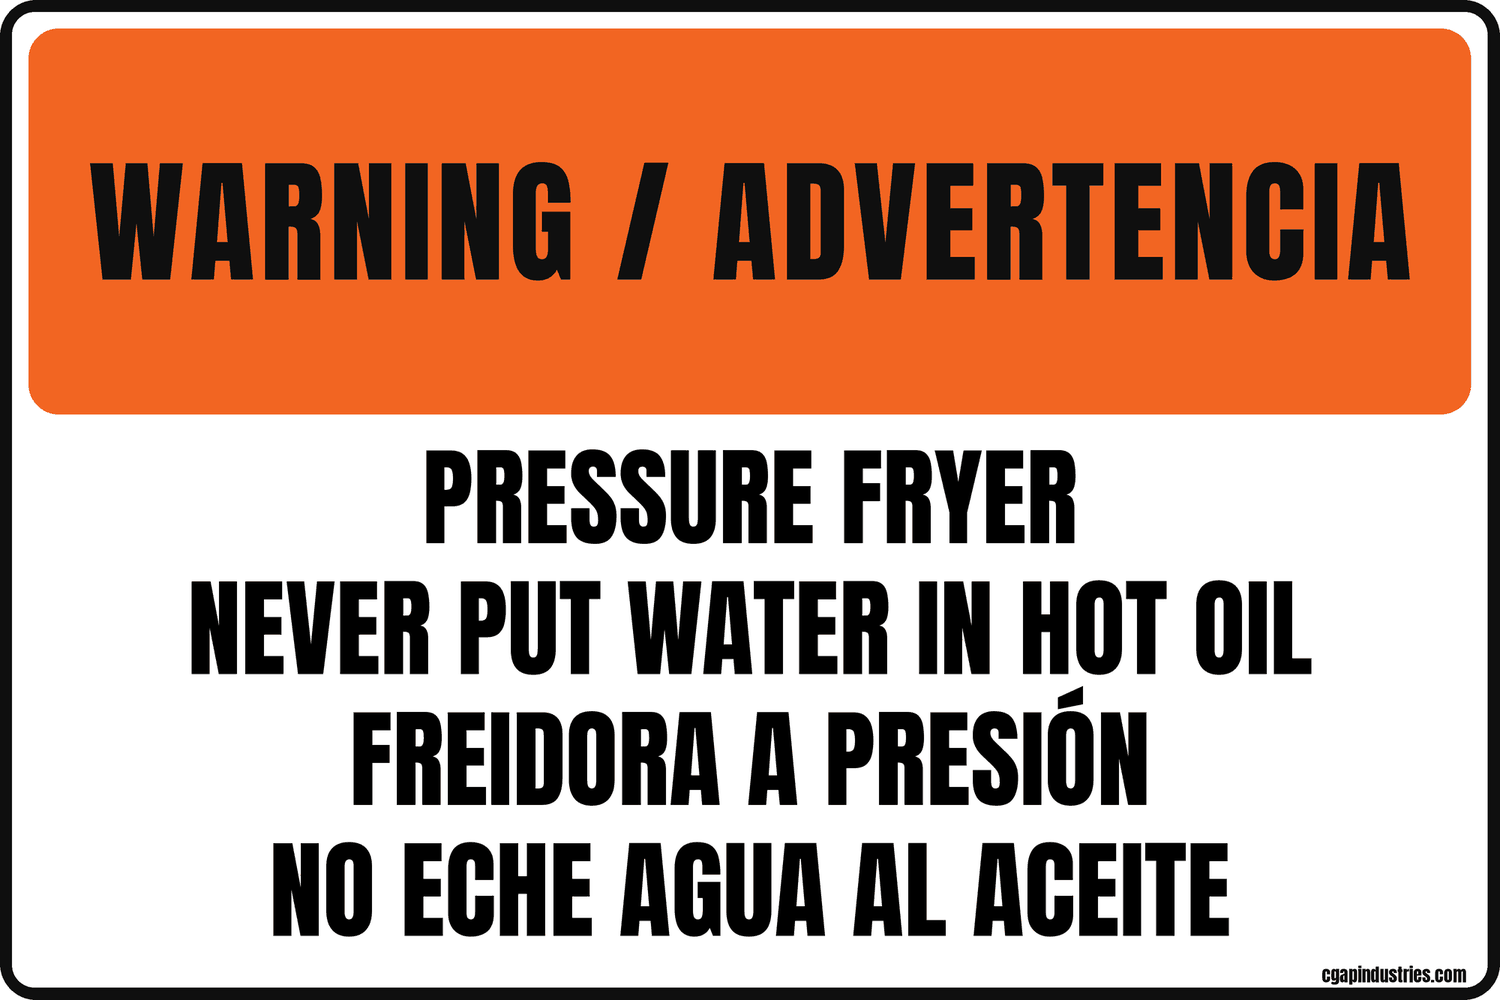 WARNING / ADVERTENCIA
PRESSURE FRYER
NEVER PUT WATER IN HOT OIL
FREIDORA A PRESIÓN
NO ECHE AGUA AL ACEITE
cgapindustries.com